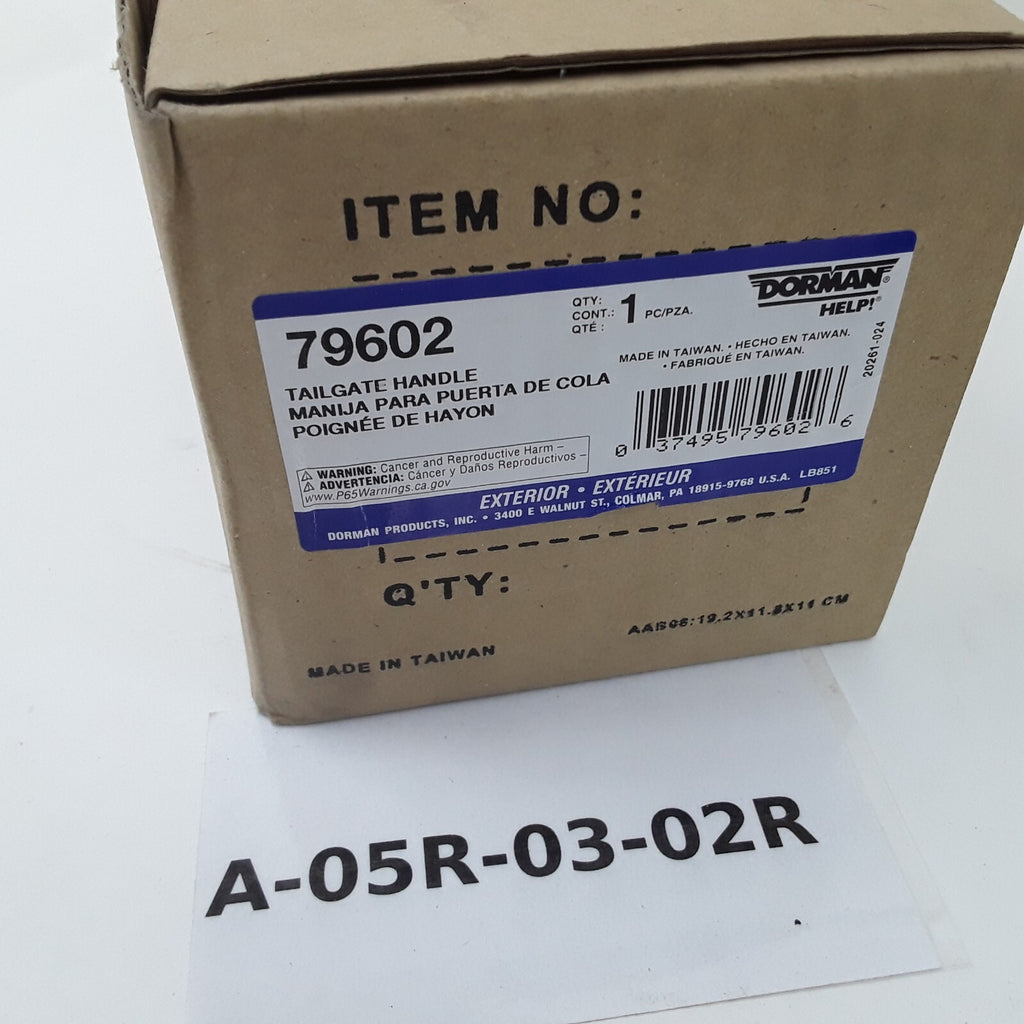 ITEM NO:
79602
QTY:
CONT.: 1 PC/PZA.
QTÉ :
DORMAN®
HELP!®
TAILGATE HANDLE
MANIJA PARA PUERTA DE COLA
POIGNÉE DE HAYON
MADE IN TAIWAN. • HECHO EN TAIWAN.
• FABRIQUÉ EN TAIWAN.
20261-024
0 37495 79602 6
WARNING: Cancer and Reproductive Harm –
ADVERTENCIA: Cáncer y Daños Reproductivos –
www.P65Warnings.ca.gov
EXTERIOR • EXTÉRIEUR
DORMAN PRODUCTS, INC. • 3400 E WALNUT ST., COLMAR, PA 18915-9768 U.S.A. LB851
Q'TY:
MADE IN TAIWAN
CM
A-05R-03-02R